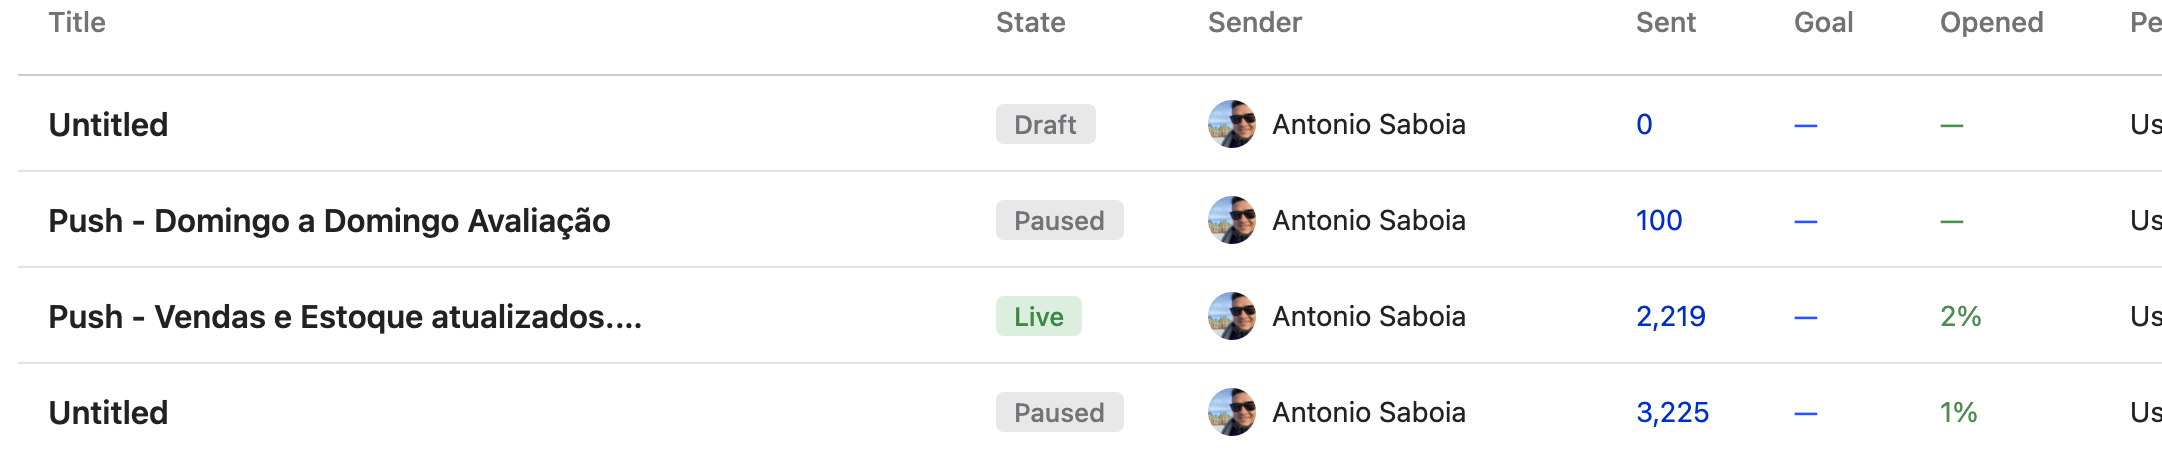 Title State Sender Sent Goal Opened Pe
Untitled Draft Antonio Saboia 0 — — Us
Push - Domingo a Domingo Avaliação Paused Antonio Saboia 100 — — Us
Push - Vendas e Estoque atualizados.... Live Antonio Saboia 2,219 — 2% Us
Untitled Paused Antonio Saboia 3,225 — 1% Us